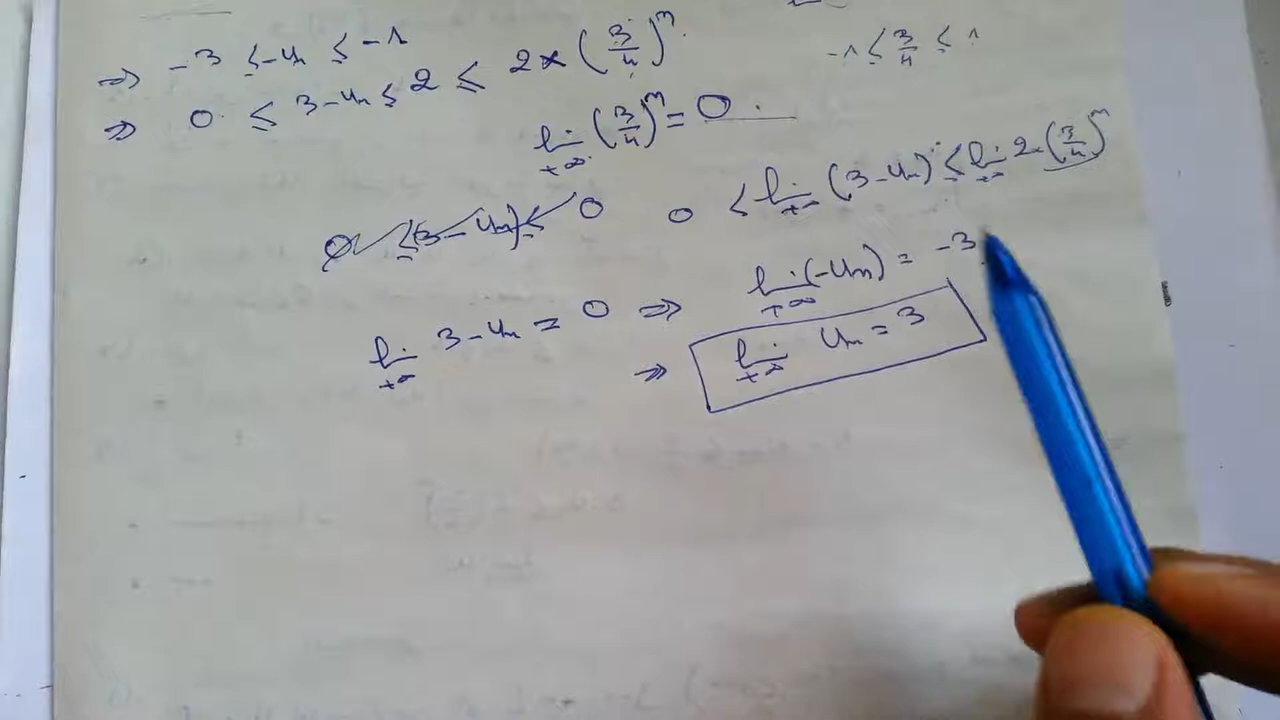 ⇒ -3 ≤ -Un ≤ -1
-1 ≤ 3/4 ≤ 1
⇒ 0 ≤ 3-Un ≤ 2 ≤ 2×(3/4)^n
lim +∞ (3/4)^n = 0.
0 ≤ (3-Un) ≤ 0
0 ≤ lim +∞ (3-Un) ≤ lim +∞ 2×(3/4)^n
lim +∞ 3-Un = 0 ⇒ lim +∞ (-Un) = -3
⇒ lim +∞ Un = 3